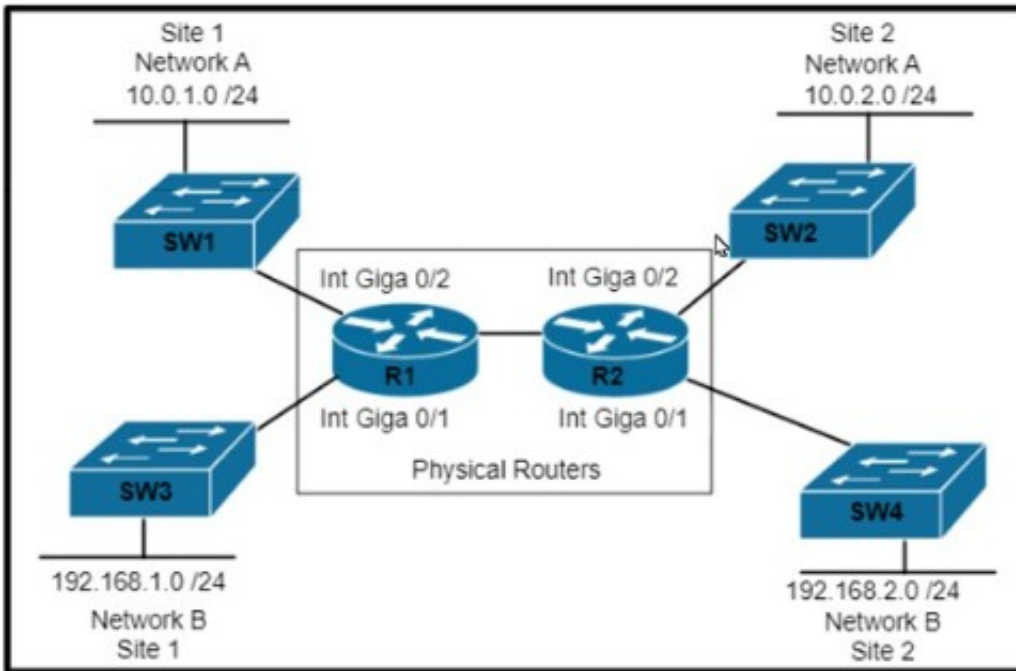 Site 1
Network A
10.0.1.0 /24
Site 2
Network A
10.0.2.0 /24
SW1
SW2
Int Giga 0/2
Int Giga 0/2
R1
R2
Int Giga 0/1
Int Giga 0/1
Physical Routers
SW3
SW4
192.168.1.0 /24
Network B
Site 1
192.168.2.0 /24
Network B
Site 2